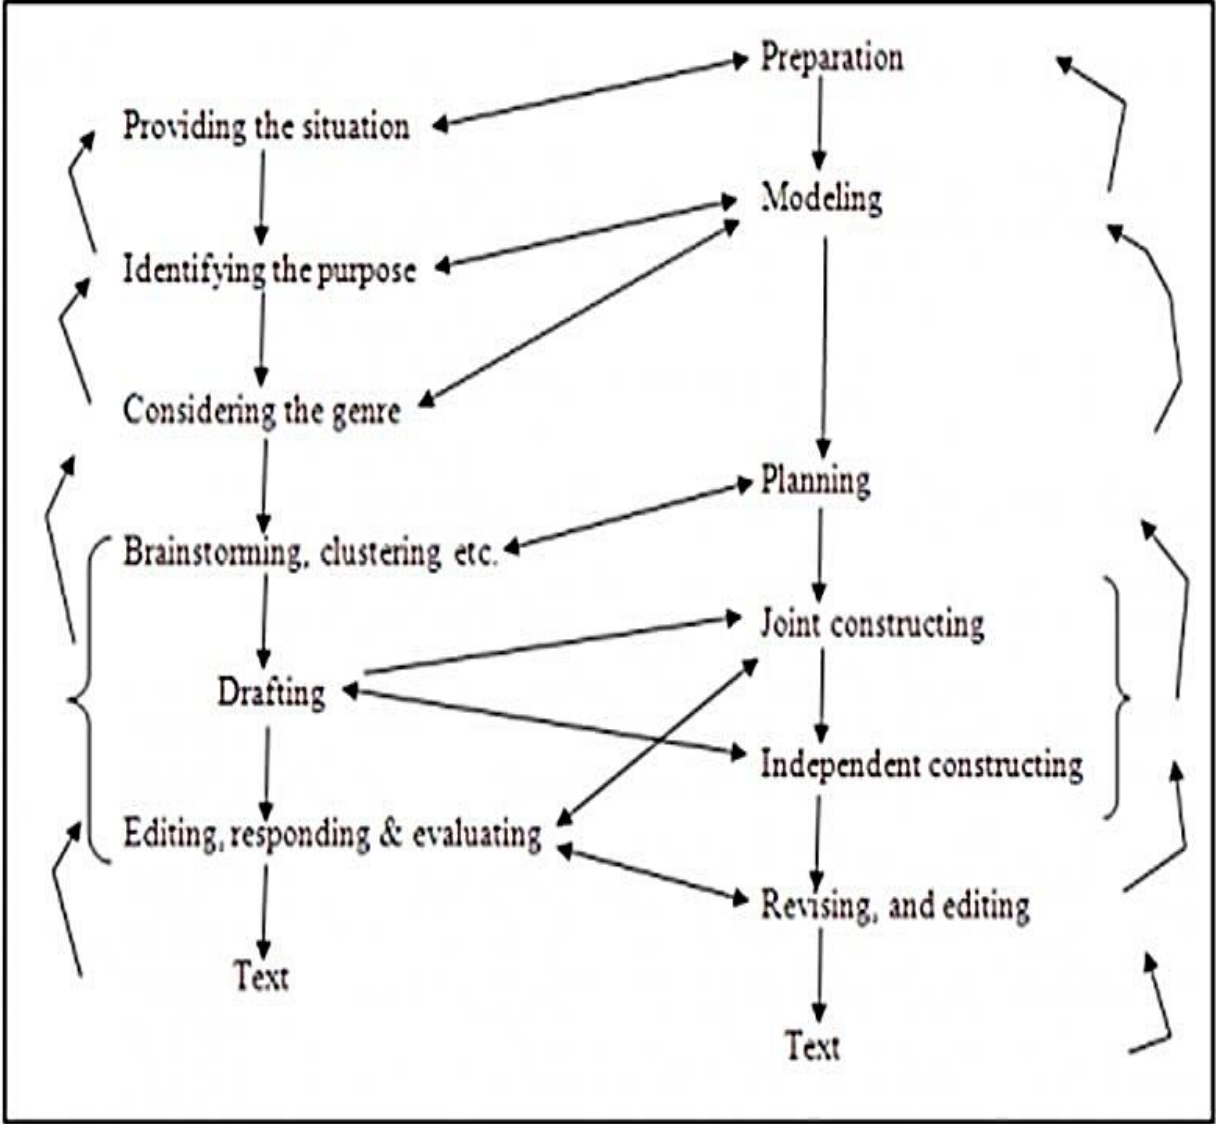 Preparation
Providing the situation
Modeling
Identifying the purpose
Considering the genre
Planning
Brainstorming, clustering etc.
Joint constructing
Drafting
Independent constructing
Editing, responding & evaluating
Revising, and editing
Text
Text